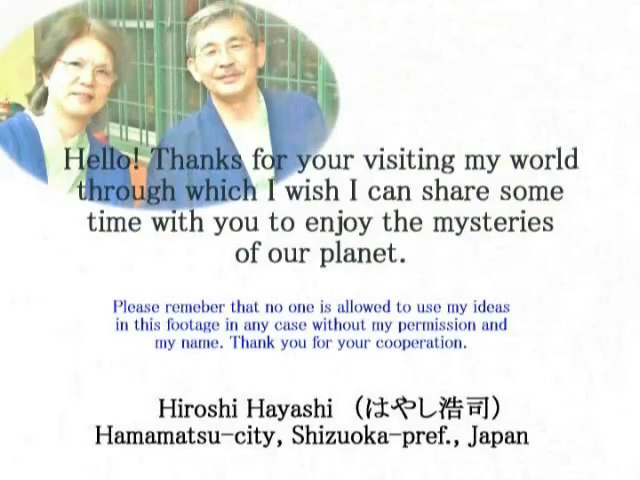 Hello! Thanks for your visiting my world
through which I wish I can share some
time with you to enjoy the mysteries
of our planet.
Please remeber that no one is allowed to use my ideas
in this footage in any case without my permission and
my name. Thank you for your cooperation.
Hiroshi Hayashi （はやし浩司）
Hamamatsu-city, Shizuoka-pref., Japan